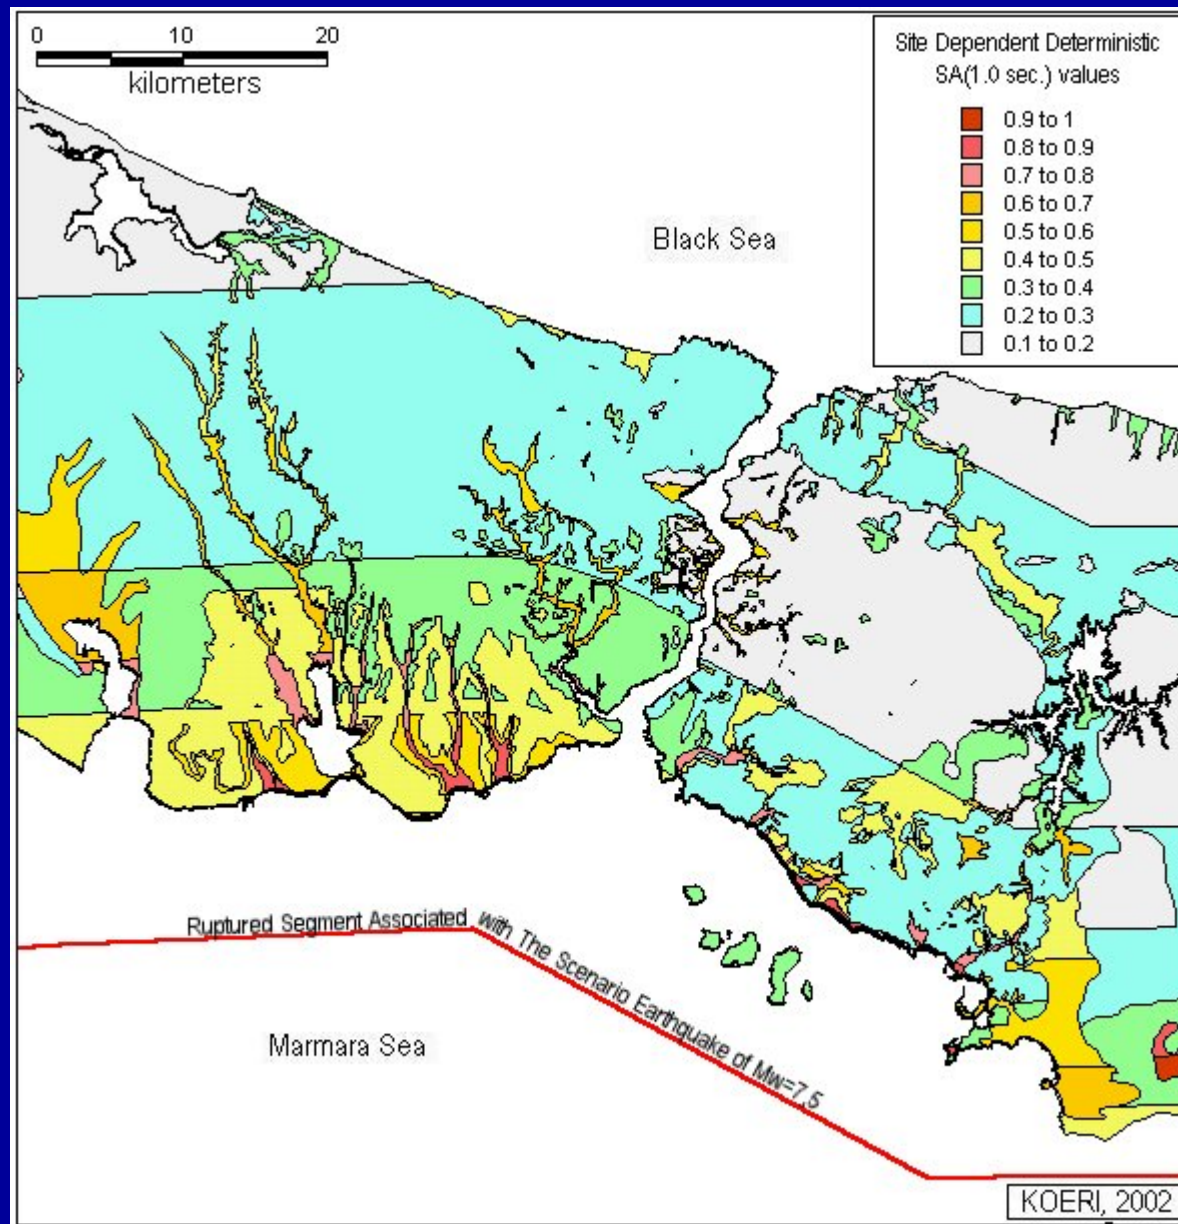 0 10 20
kilometers
Site Dependent Deterministic
SA(1.0 sec.) values
0.9 to 1
0.8 to 0.9
0.7 to 0.8
0.6 to 0.7
0.5 to 0.6
0.4 to 0.5
0.3 to 0.4
0.2 to 0.3
0.1 to 0.2
Black Sea
Ruptured Segment Associated with The Scenario Earthquake of Mw=7.5
Marmara Sea
KOERI, 2002